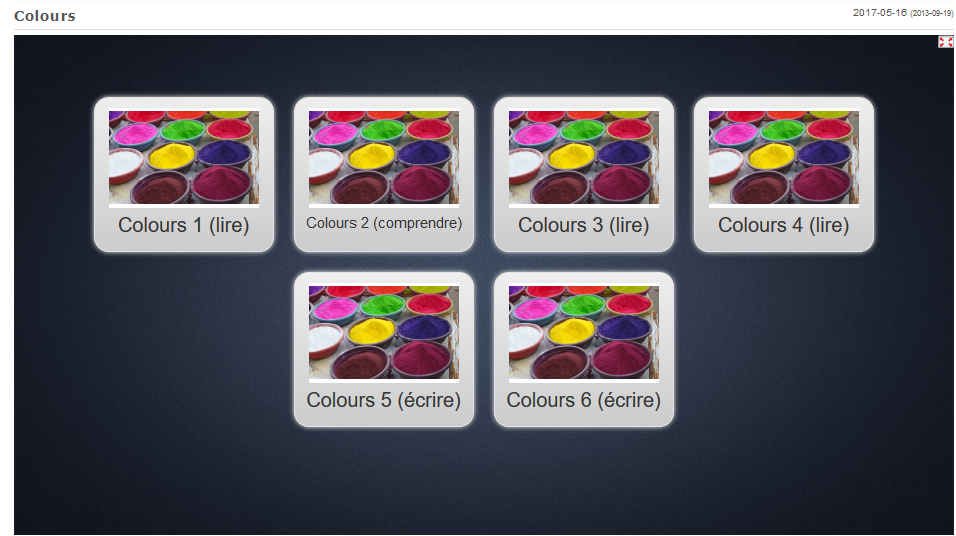 Colours
2017-05-16 (2013-09-19)
Colours 1 (lire)
Colours 2 (comprendre)
Colours 3 (lire)
Colours 4 (lire)
Colours 5 (écrire)
Colours 6 (écrire)